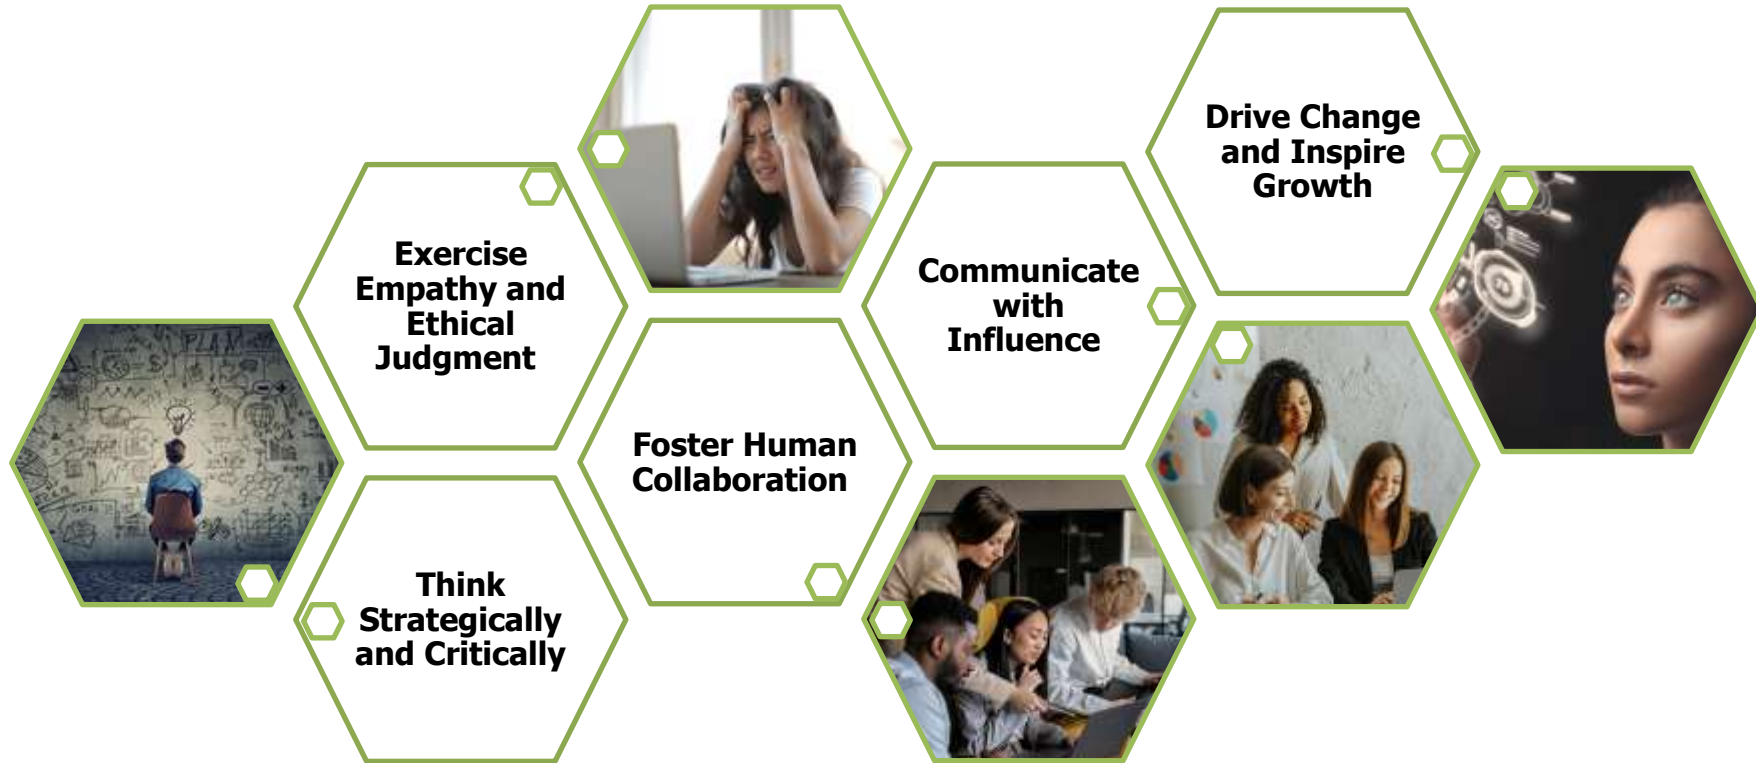 Exercise
Empathy and
Ethical
Judgment
Think
Strategically
and Critically
Foster Human
Collaboration
Communicate
with
Influence
Drive Change
and Inspire
Growth
PLAN